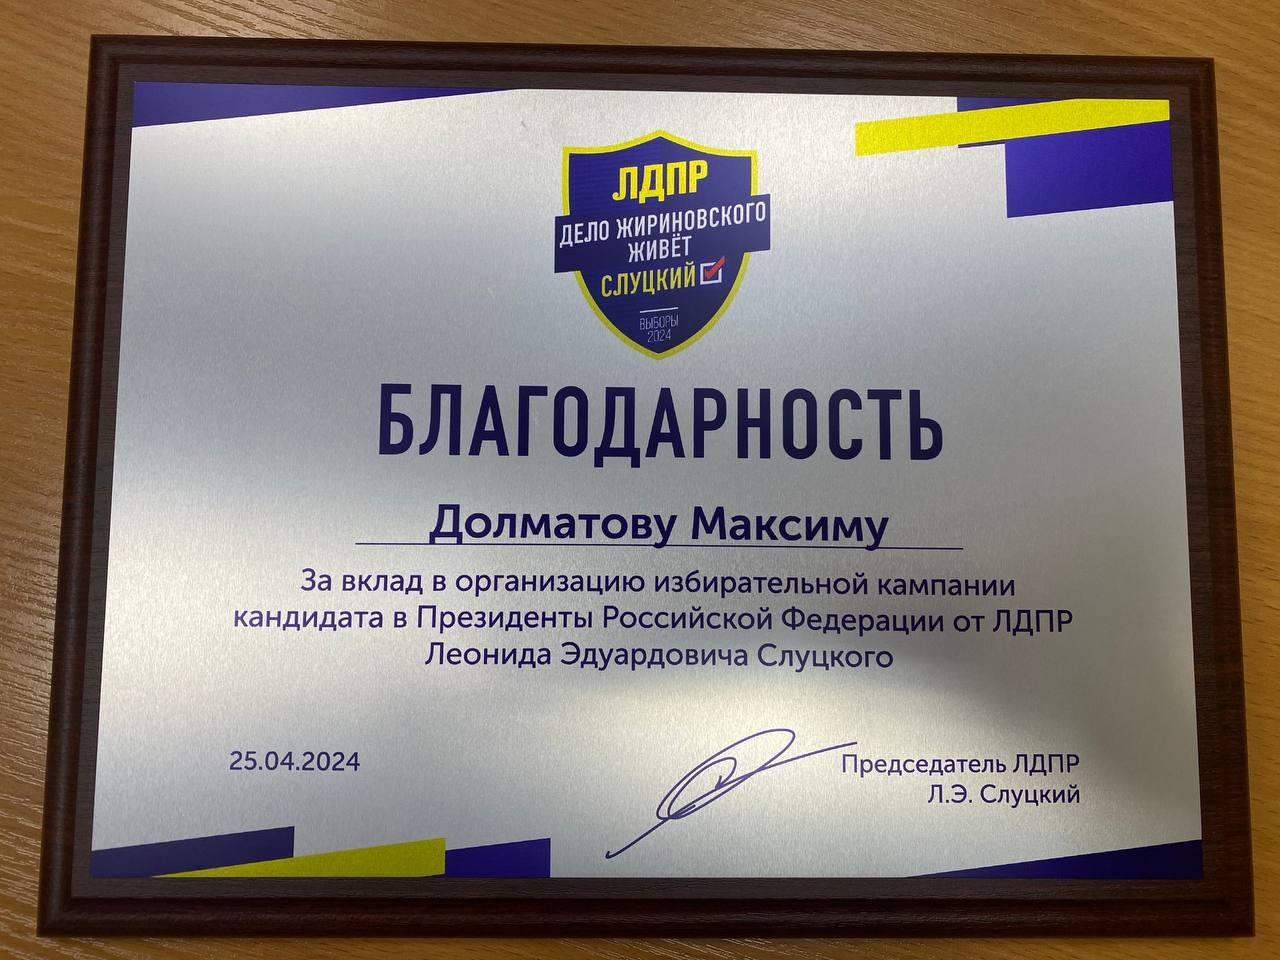 ЛДПР
ДЕЛО ЖИРИНОВСКОГО
ЖИВЁТ
СЛУЦКИЙ
ВЫБОРЫ
2024
БЛАГОДАРНОСТЬ
Долматову Максиму
За вклад в организацию избирательной кампании
кандидата в Президенты Российской Федерации от ЛДПР
Леонида Эдуардовича Слуцкого
25.04.2024
Председатель ЛДПР
Л.Э. Слуцкий